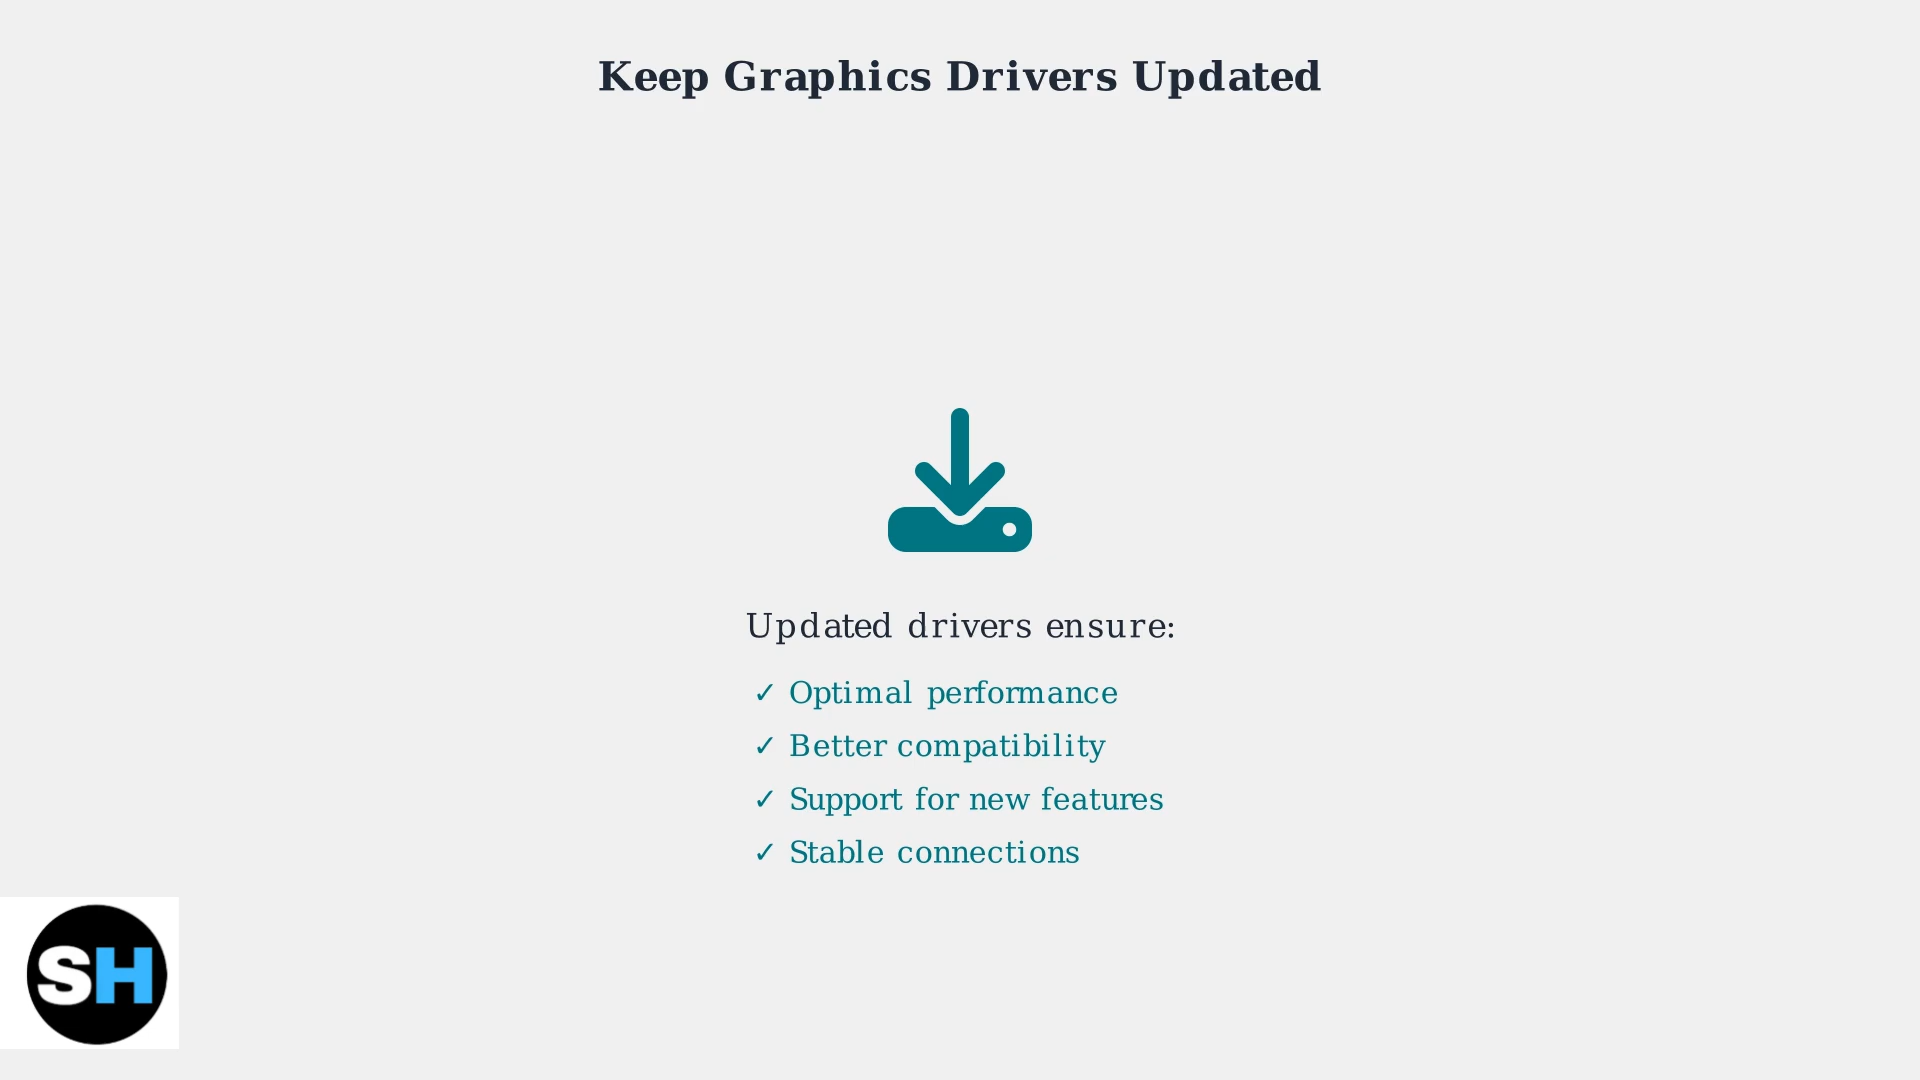 Keep Graphics Drivers Updated
Updated drivers ensure:
✓ Optimal performance
✓ Better compatibility
✓ Support for new features
✓ Stable connections
SH